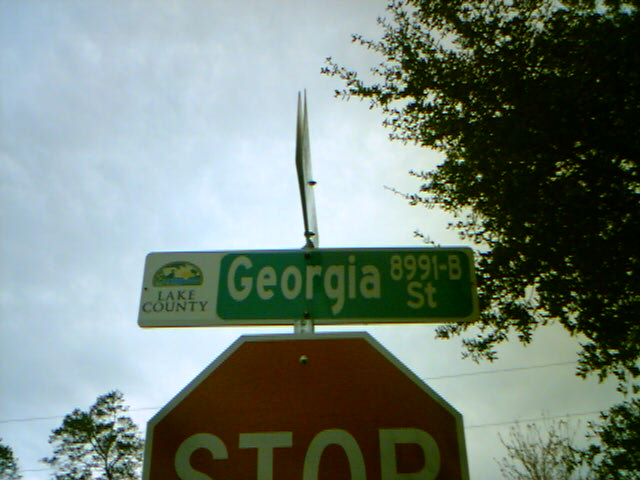 LAKE
COUNTY
Georgia St
8991-B
STOP